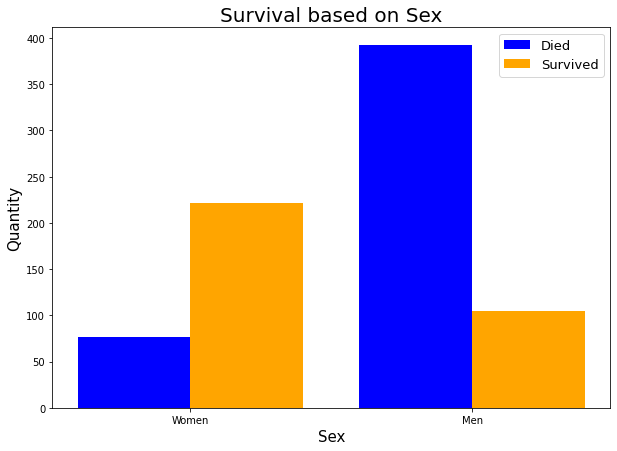 Survival based on Sex
Died
Survived
400
350
300
250
200
150
100
50
0
Quantity
Women
Men
Sex